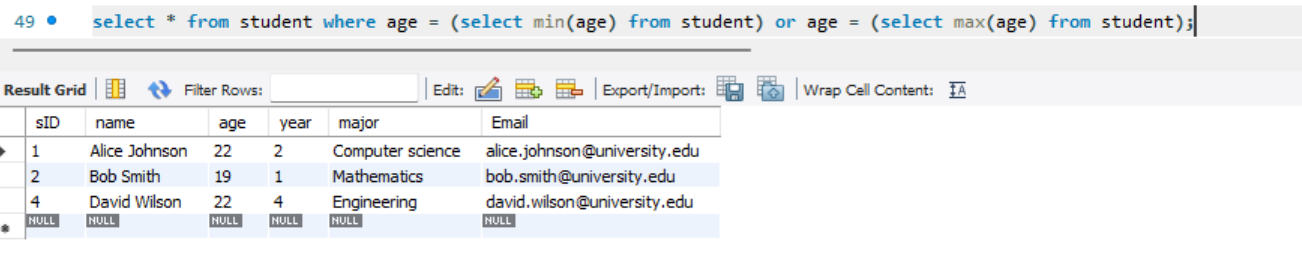 49 select * from student where age = (select min(age) from student) or age = (select max(age) from student);
Result Grid Filter Rows: Edit: Export/Import: Wrap Cell Content: IA
sID name age year major Email
1 Alice Johnson 22 2 Computer science alice.johnson@university.edu
2 Bob Smith 19 1 Mathematics bob.smith@university.edu
4 David Wilson 22 4 Engineering david.wilson@university.edu
NULL NULL NULL NULL NULL NULL